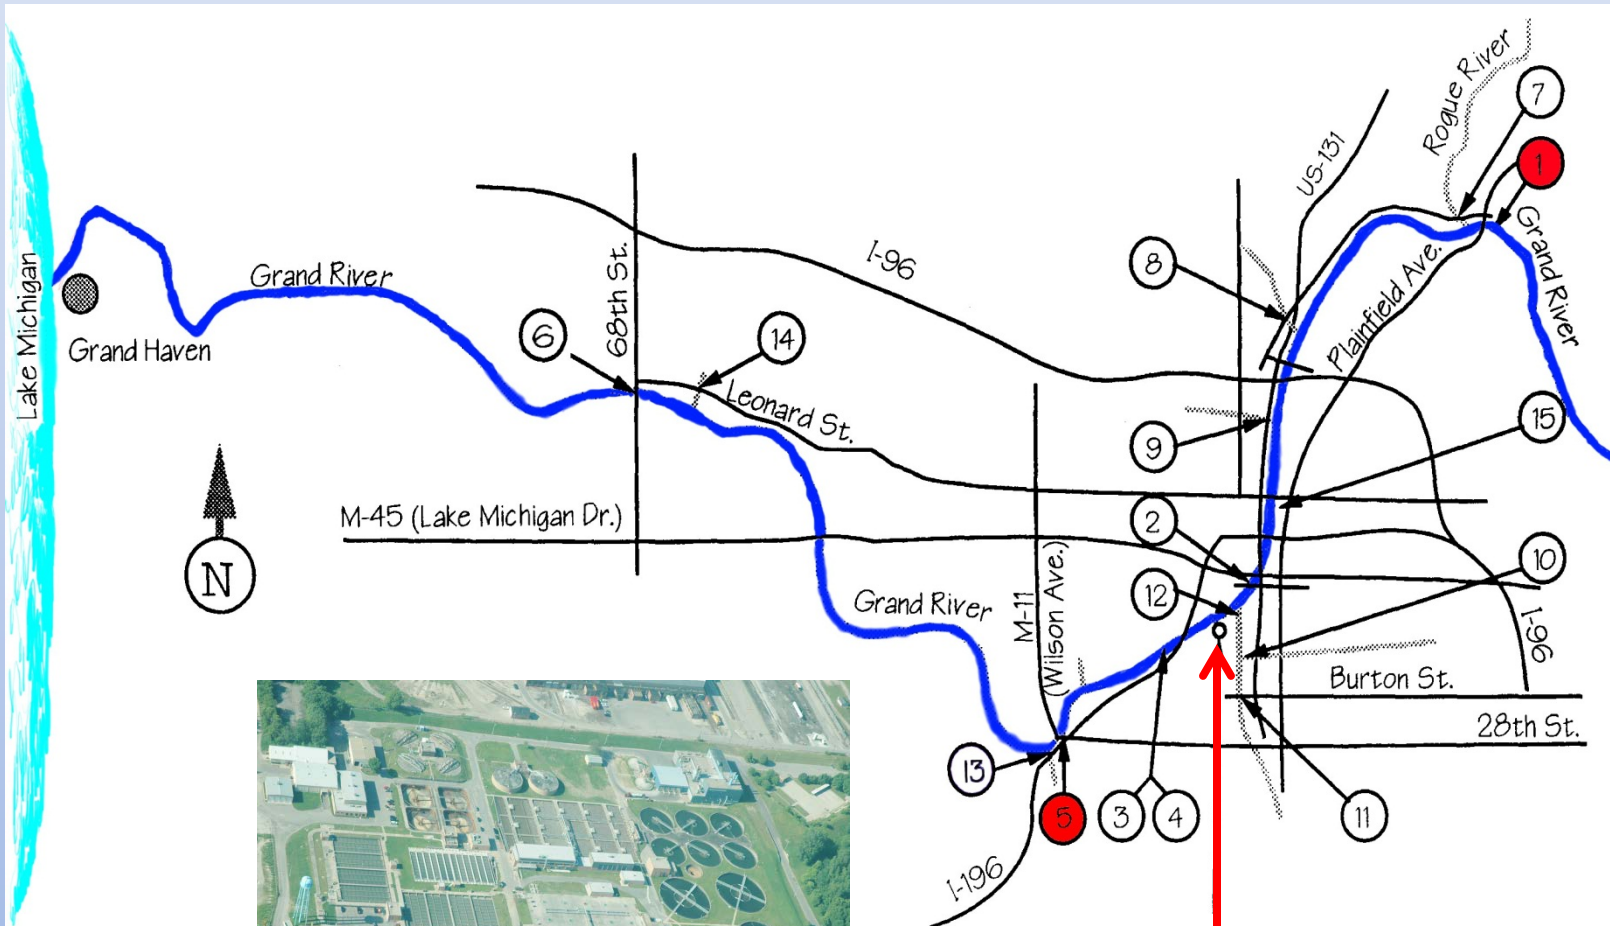 Rogue River
7
1
US-131
Grand River
Lake Michigan
Grand River
68th St.
I-96
8
Plainfield Ave.
Grand Haven
6
14
Leonard St.
15
9
M-45 (Lake Michigan Dr.)
2
10
N
12
Grand River
M-11
(Wilson Ave.)
I-96
Burton St.
28th St.
13
5
3
4
11
I-196